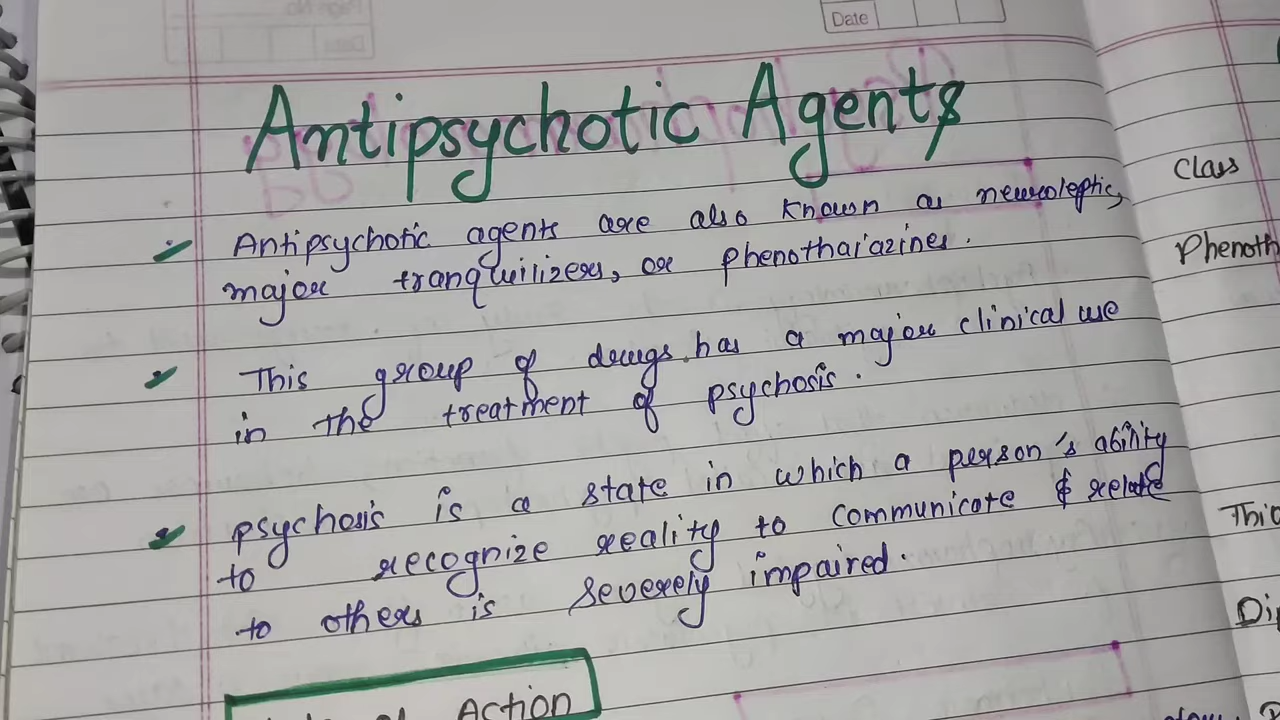 Date
Antipsychotic Agents
Antipsychotic agents are also known as neuroleptic,
major tranquilizers, or phenothaiazines.
This group of drugs has a major clinical use
in the treatment of psychosis.
psychosis is a state in which a person's ability
to recognize reality to communicate & relate
to others is severely impaired.
Action
Class
Phenoth
Thio
Di